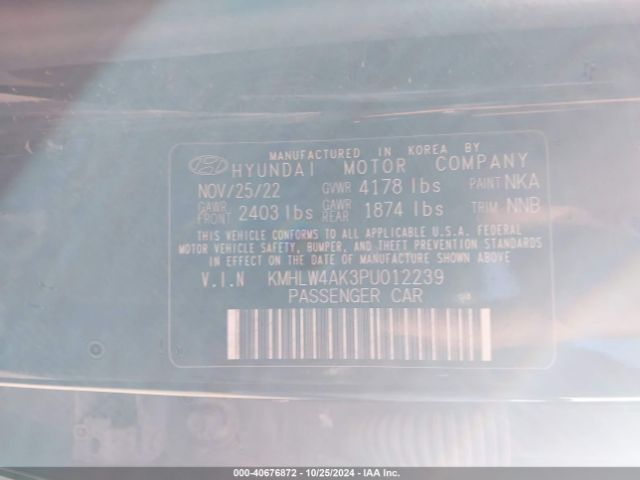 MANUFACTURED IN KOREA BY
HYUNDAI MOTOR COMPANY
NOV/25/22 GVWR 4178 lbs PAINT NKA
GAWR FRONT 2403 lbs GAWR REAR 1874 lbs TRIM NNB
THIS VEHICLE CONFORMS TO ALL APPLICABLE U.S.A. FEDERAL
MOTOR VEHICLE SAFETY, BUMPER, AND THEFT PREVENTION STANDARDS
IN EFFECT ON THE DATE OF MANUFACTURE SHOWN ABOVE
V.I.N KMHLW4AK3PU012239
PASSENGER CAR
000-40676872 - 10/25/2024 - IAA Inc.